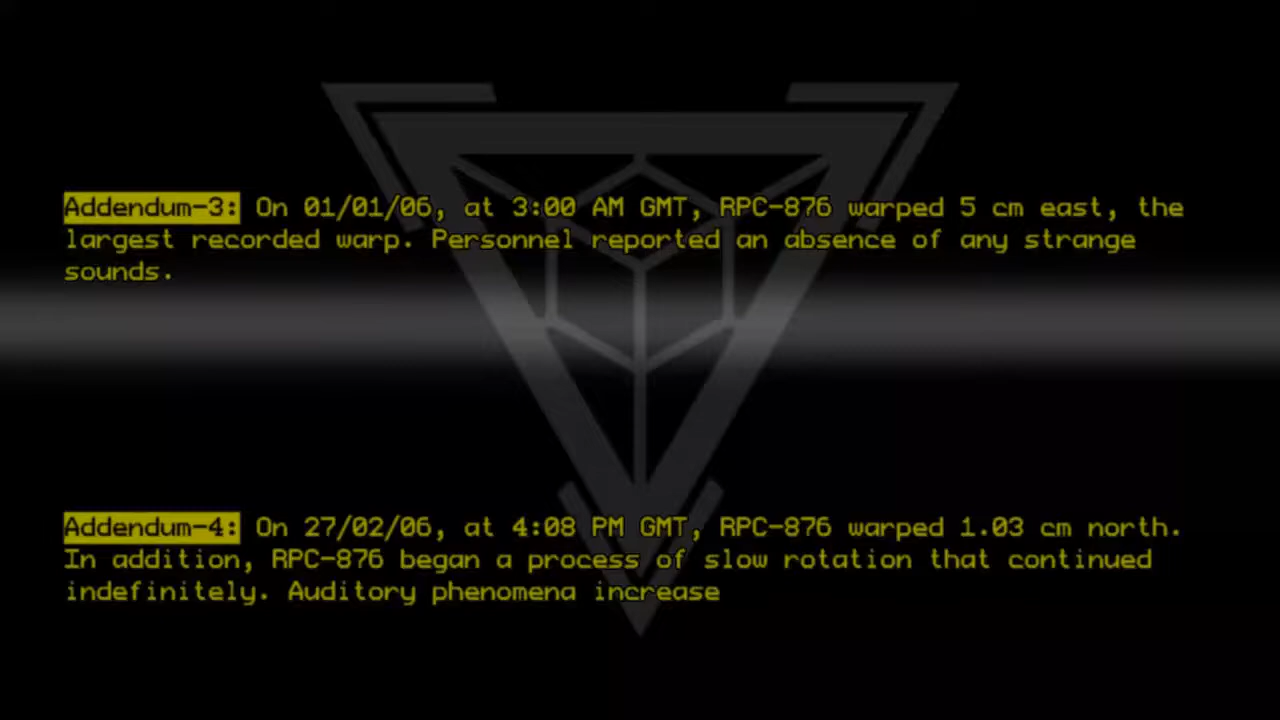 Addendum-3: On 01/01/06, at 3:00 AM GMT, RPC-876 warped 5 cm east, the
largest recorded warp. Personnel reported an absence of any strange
sounds.
Addendum-4: On 27/02/06, at 4:08 PM GMT, RPC-876 warped 1.03 cm north.
In addition, RPC-876 began a process of slow rotation that continued
indefinitely. Auditory phenomena increase